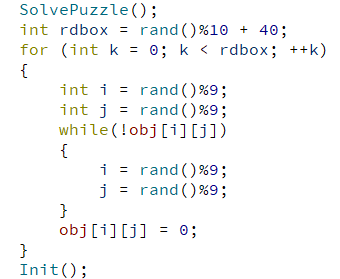 SolvePuzzle();
int rdbox = rand()%10 + 40;
for (int k = 0; k < rdbox; ++k)
{
    int i = rand()%9;
    int j = rand()%9;
    while(!obj[i][j])
    {
        i = rand()%9;
        j = rand()%9;
    }
    obj[i][j] = 0;
}
Init();